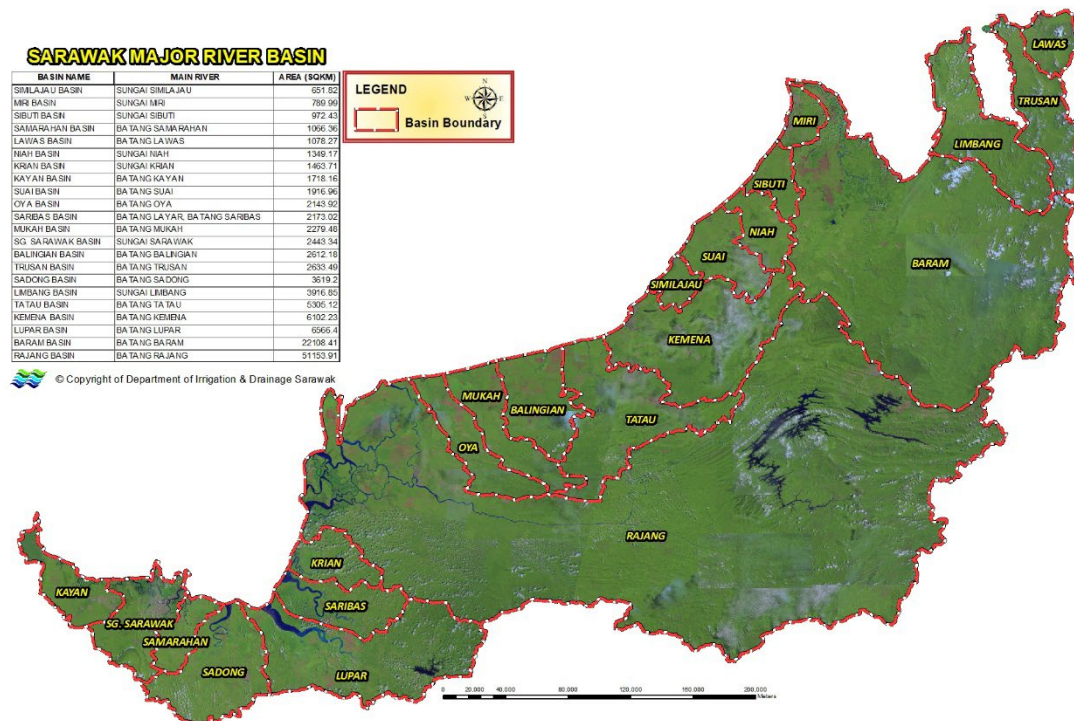 SARAWAK MAJOR RIVER BASIN
BASIN NAME MAIN RIVER AREA (SQKM)
SIMILAJAU BASIN SUNGAI SIMILAJAU 651.82
MIRI BASIN SUNGAI MIRI 789.99
SIBUTI BASIN SUNGAI SIBUTI 972.43
SAMARAHAN BASIN BATANG SAMARAHAN 1066.36
LAWAS BASIN BATANG LAWAS 1078.27
NIAH BASIN SUNGAI NIAH 1349.17
KRIAN BASIN SUNGAI KRIAN 1463.71
KAYAN BASIN BATANG KAYAN 1718.16
SUAI BASIN BATANG SUAI 1916.96
OYA BASIN BATANG OYA 2143.92
SARIBAS BASIN BATANG LAYAR, BATANG SARIBAS 2173.02
MUKAH BASIN BATANG MUKAH 2279.48
SG. SARAWAK BASIN SUNGAI SARAWAK 2443.34
BALINGIAN BASIN BATANG BALINGIAN 2612.18
TRUSAN BASIN BATANG TRUSAN 2633.49
SADONG BASIN BATANG SADONG 3619.2
LIMBANG BASIN SUNGAI LIMBANG 3916.85
TATAU BASIN BATANG TATAU 5305.12
KEMENA BASIN BATANG KEMENA 6102.23
LUPAR BASIN BATANG LUPAR 6566.4
BARAM BASIN BATANG BARAM 22108.41
RAJANG BASIN BATANG RAJANG 51153.91
© Copyright of Department of Irrigation & Drainage Sarawak
LEGEND
N
W E
S
Basin Boundary
LAWAS
TRUSAN
MIRI
LIMBANG
SIBUTI
NIAH
SUAI
BARAM
SIMILAJAU
KEMENA
MUKAH
BALINGIAN
TATAU
OYA
RAJANG
KRIAN
KAYAN
SARIBAS
SG. SARAWAK
SAMARAHAN
SADONG
LUPAR
0 20,000 40,000 80,000 120,000 160,000 200,000
Meters